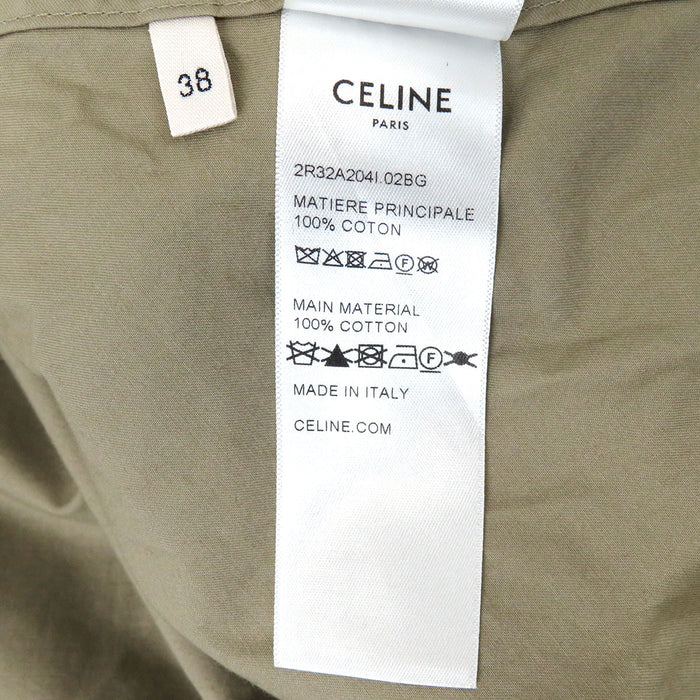 38
CELINE
PARIS
2R32A204I.02BG
MATIERE PRINCIPALE
100% COTON
MAIN MATERIAL
100% COTTON
MADE IN ITALY
CELINE.COM